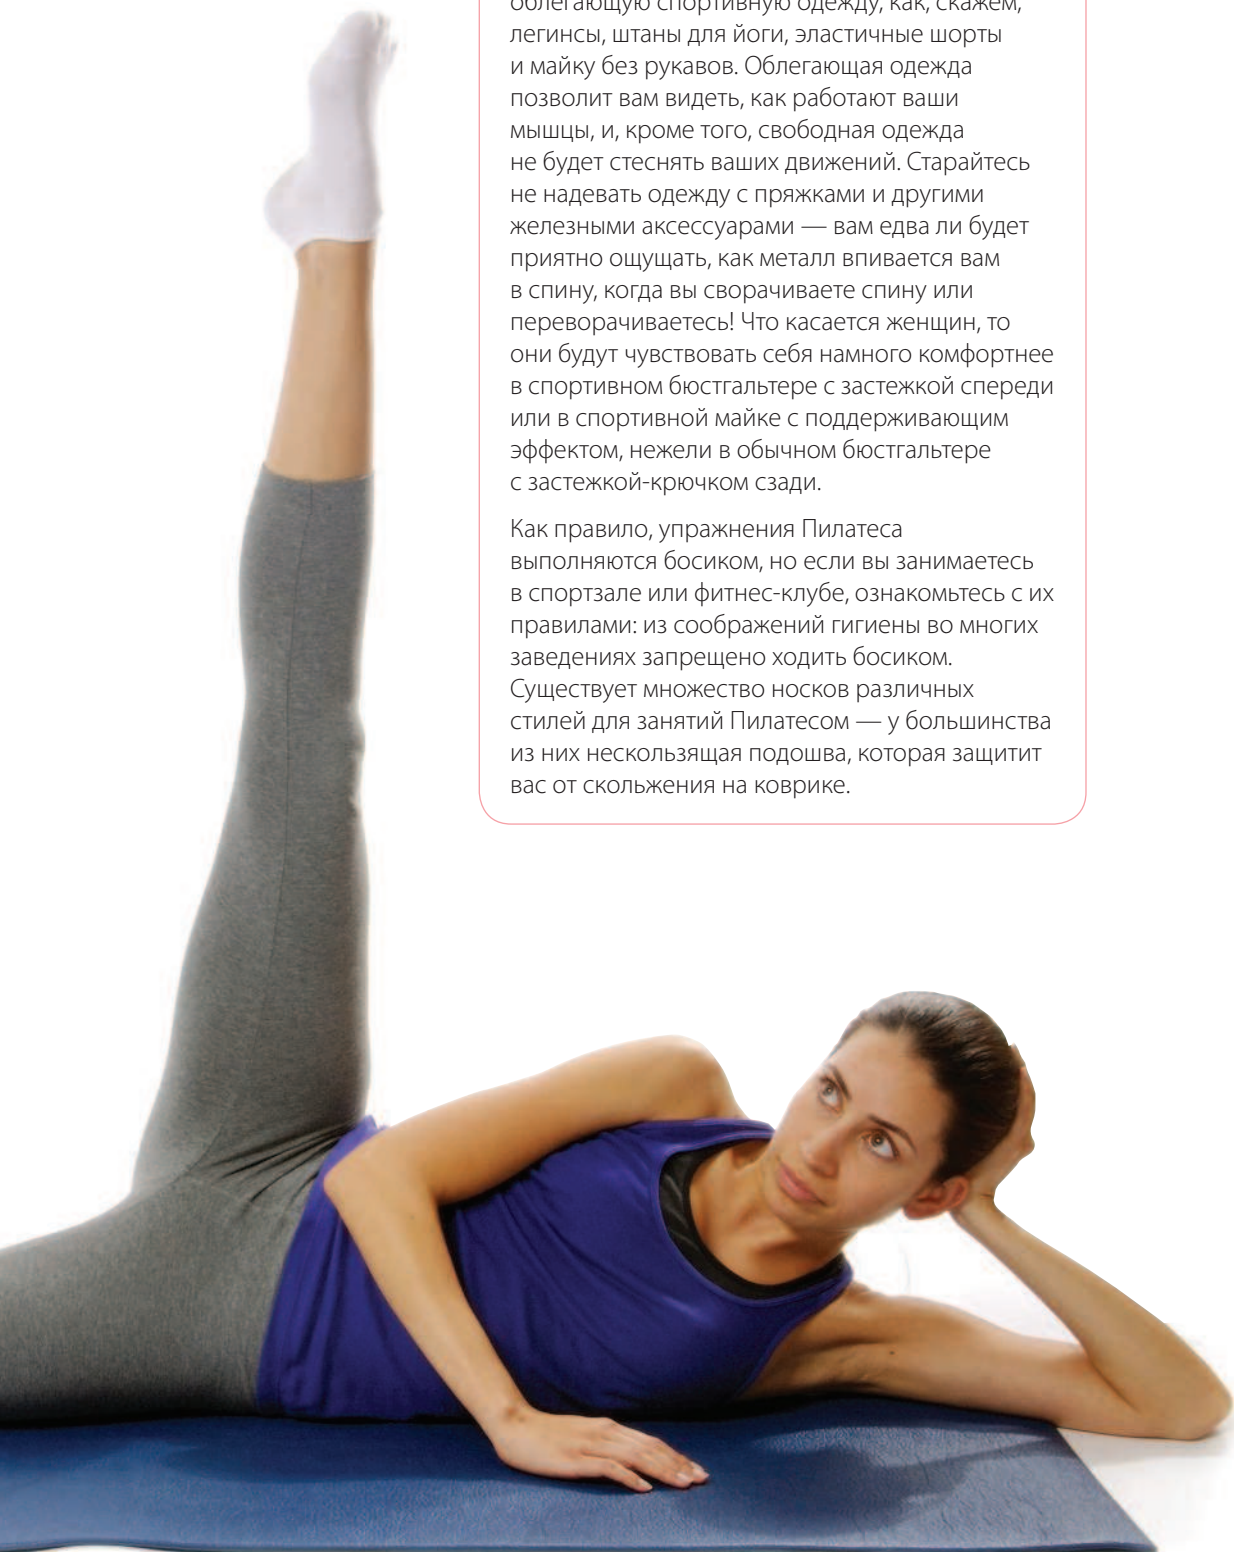 облегающую спортивную одежду, как, скажем,
легинсы, штаны для йоги, эластичные шорты
и майку без рукавов. Облегающая одежда
позволит вам видеть, как работают ваши
мышцы, и, кроме того, свободная одежда
не будет стеснять ваших движений. Старайтесь
не надевать одежду с пряжками и другими
железными аксессуарами — вам едва ли будет
приятно ощущать, как металл впивается вам
в спину, когда вы сворачиваете спину или
переворачиваетесь! Что касается женщин, то
они будут чувствовать себя намного комфортнее
в спортивном бюстгальтере с застежкой спереди
или в спортивной майке с поддерживающим
эффектом, нежели в обычном бюстгальтере
с застежкой-крючком сзади.
Как правило, упражнения Пилатеса
выполняются босиком, но если вы занимаетесь
в спортзале или фитнес-клубе, ознакомьтесь с их
правилами: из соображений гигиены во многих
заведениях запрещено ходить босиком.
Существует множество носков различных
стилей для занятий Пилатесом — у большинства
из них нескользящая подошва, которая защитит
вас от скольжения на коврике.